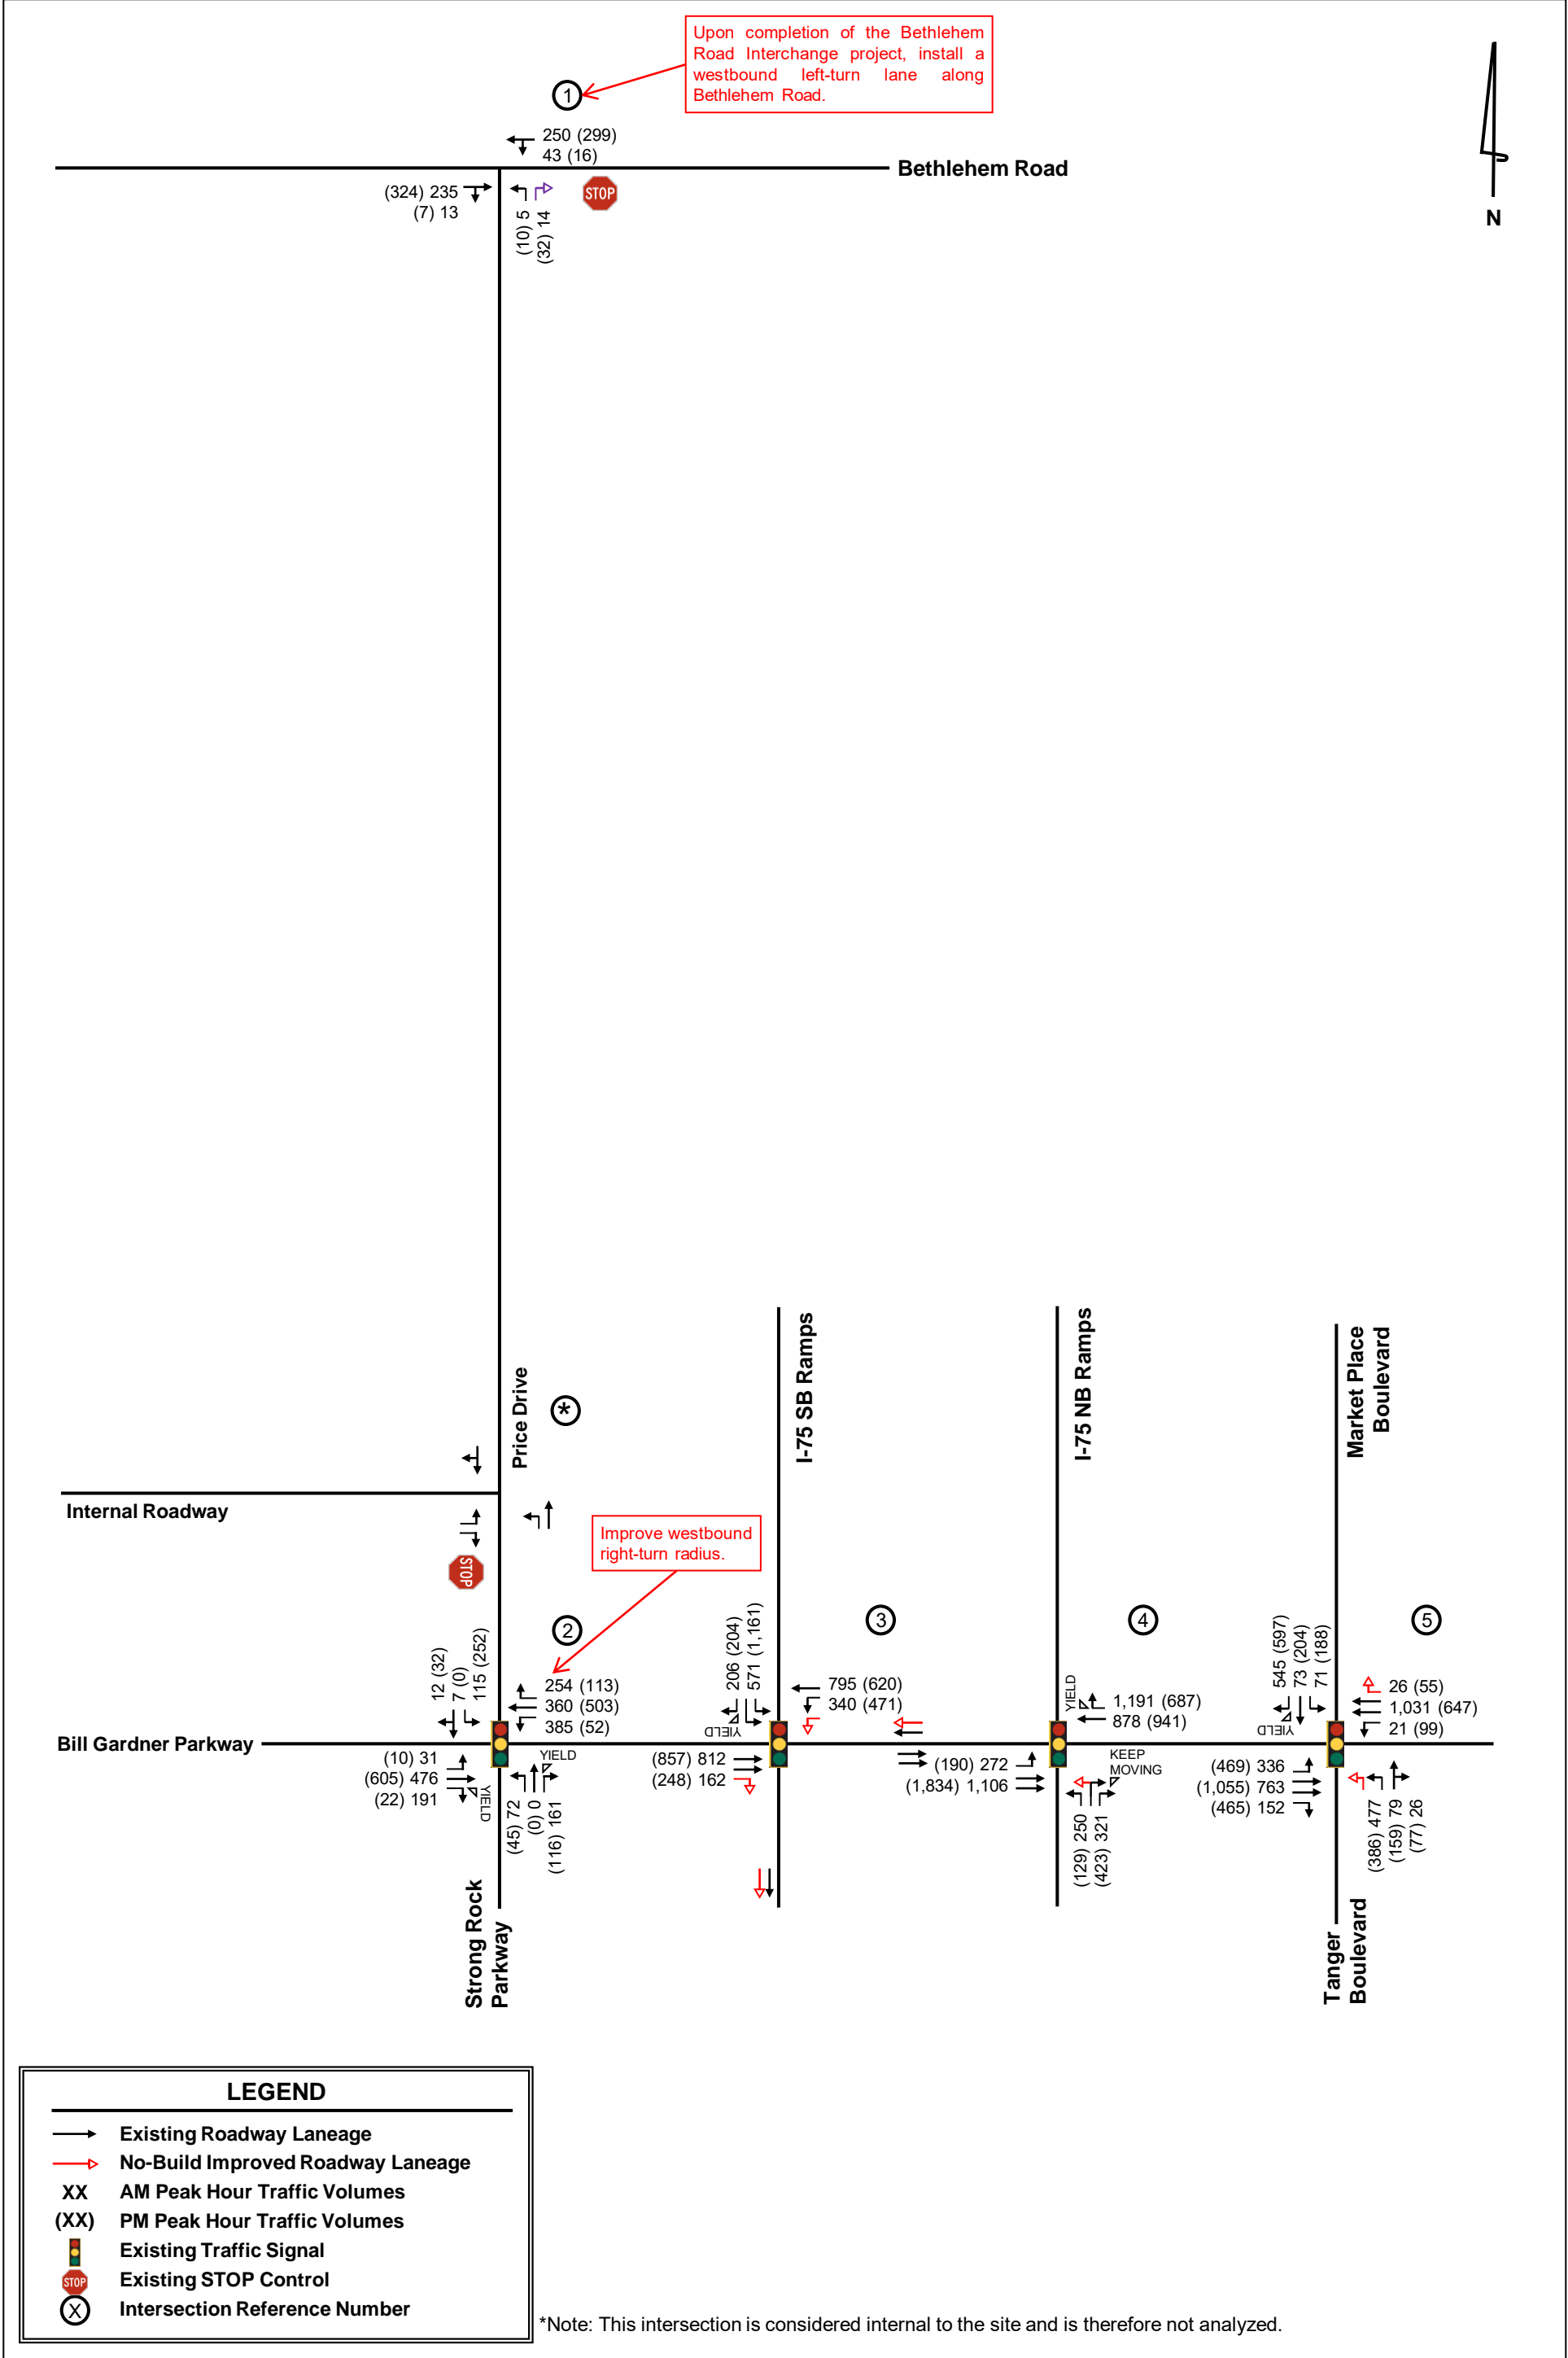 Upon completion of the Bethlehem
Road Interchange project, install a
westbound left-turn lane along
Bethlehem Road.
1
250 (299)
43 (16)
Bethlehem Road
(324) 235
(7) 13
(10) 5
(32) 14
STOP
N
Price Drive
*
I-75 SB Ramps
I-75 NB Ramps
Market Place
Boulevard
Internal Roadway
STOP
Improve westbound
right-turn radius.
2
3
4
5
12 (32)
7 (0)
115 (252)
254 (113)
360 (503)
385 (52)
Bill Gardner Parkway
(10) 31
(605) 476
(22) 191
YIELD
YIELD
(45) 72
(0) 0
(116) 161
206 (204)
571 (1,161)
YIELD
795 (620)
340 (471)
(857) 812
(248) 162
YIELD
1,191 (687)
878 (941)
(190) 272
(1,834) 1,106
KEEP
MOVING
(129) 250
(423) 321
545 (597)
73 (204)
71 (188)
YIELD
26 (55)
1,031 (647)
21 (99)
(469) 336
(1,055) 763
(465) 152
(386) 477
(159) 79
(77) 26
Strong Rock
Parkway
Tanger
Boulevard
LEGEND
Existing Roadway Laneage
No-Build Improved Roadway Laneage
XX AM Peak Hour Traffic Volumes
(XX) PM Peak Hour Traffic Volumes
Existing Traffic Signal
STOP Existing STOP Control
X Intersection Reference Number
*Note: This intersection is considered internal to the site and is therefore not analyzed.